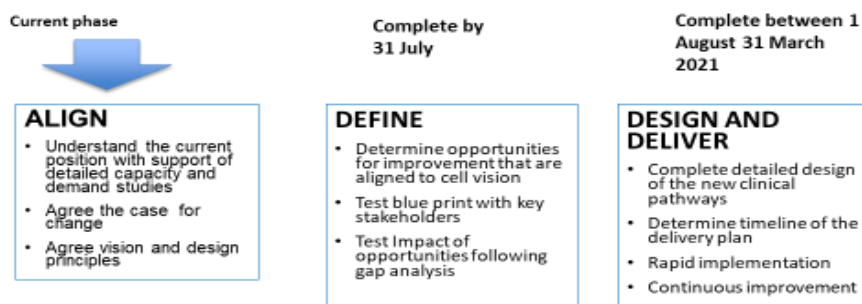 Current phase
Complete by
31 July
Complete between 1
August 31 March
2021
ALIGN
• Understand the current
position with support of
detailed capacity and
demand studies
• Agree the case for
change
• Agree vision and design
principles
DEFINE
• Determine opportunities
for improvement that are
aligned to cell vision
• Test blue print with key
stakeholders
• Test Impact of
opportunities following
gap analysis
DESIGN AND
DELIVER
• Complete detailed design
of the new clinical
pathways
• Determine timeline of the
delivery plan
• Rapid implementation
• Continuous improvement